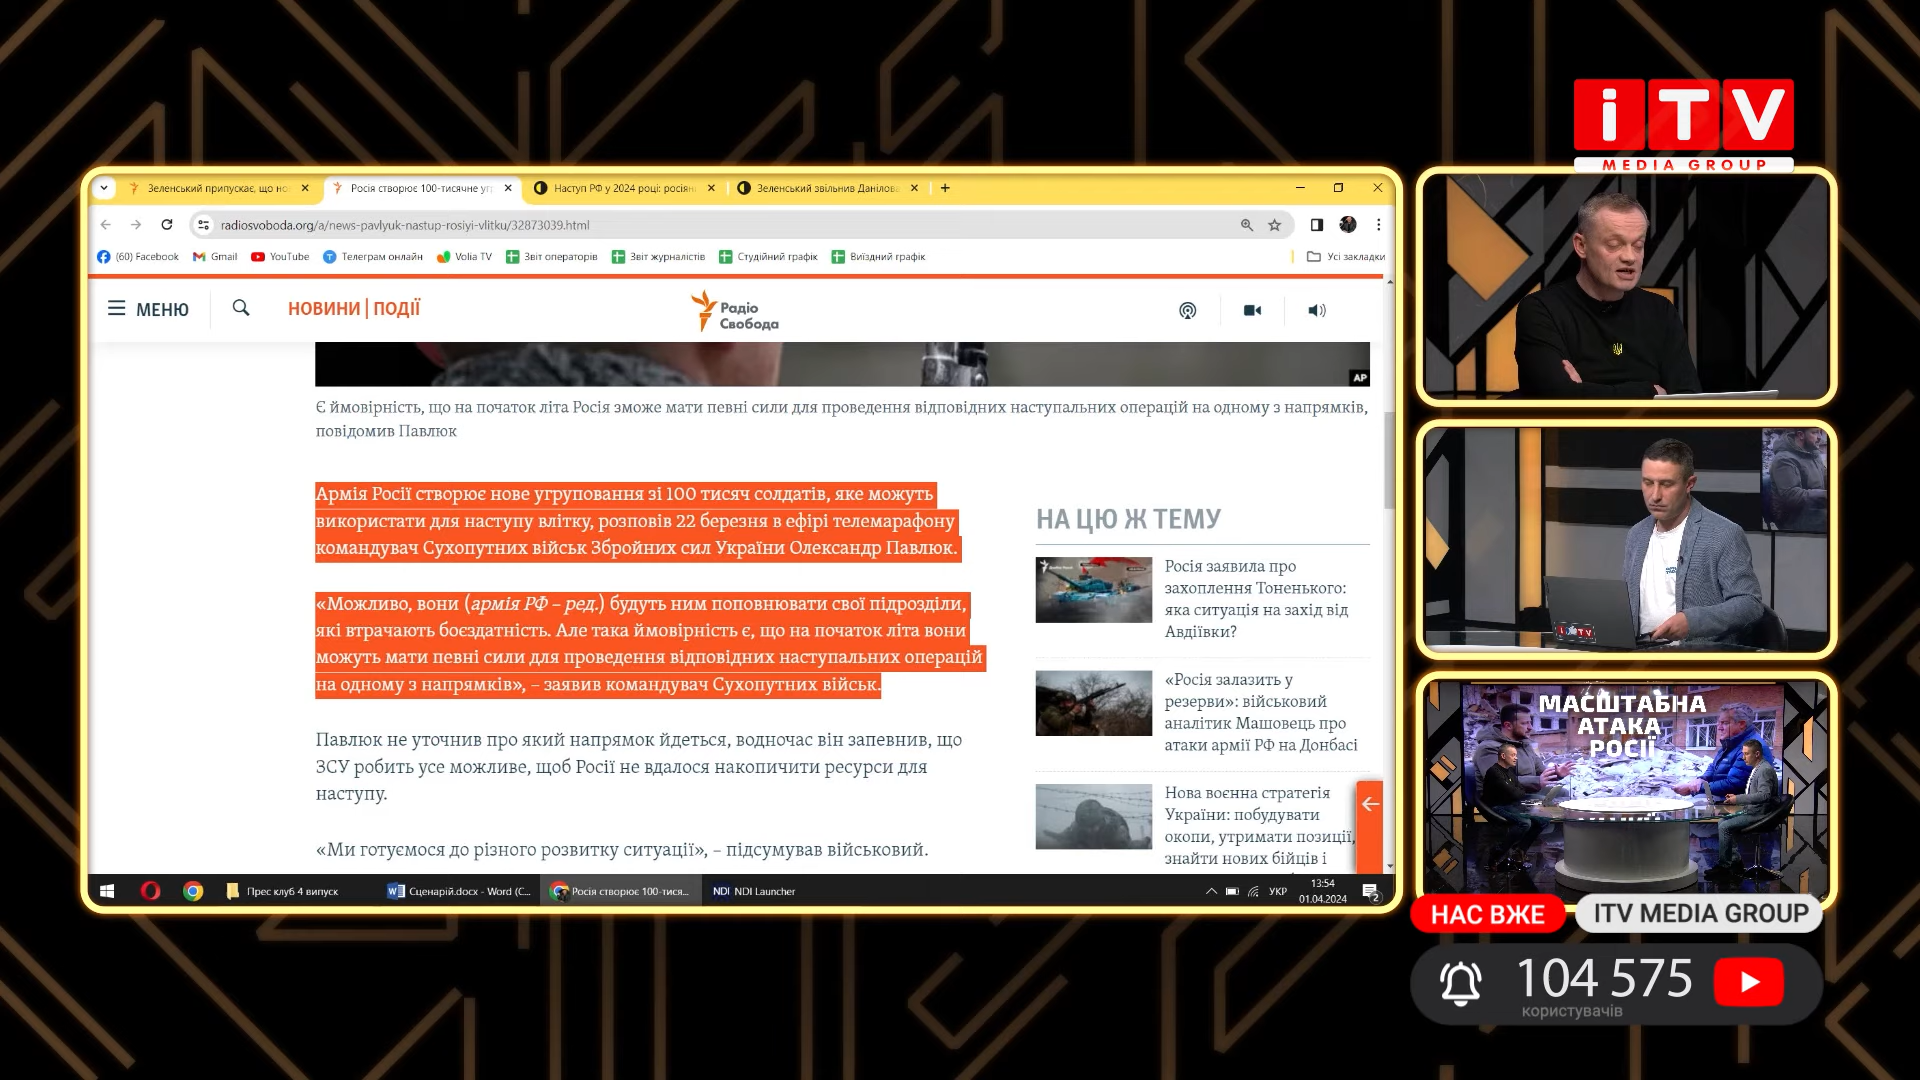 iTV
MEDIA GROUP
Зеленський припускає, що но
Росія створює 100-тисячне уг
Наступ РФ у 2024 році: росіян
Зеленський звільнив Данілова
radiosvoboda.org/a/news-pavlyuk-nastup-rosiyi-vlitku/32873039.html
(60) Facebook
Gmail
YouTube
Телеграм онлайн
Volia TV
Звіт операторів
Звіт журналістів
Студійний графік
Виїздний графік
Усі закладки
МЕНЮ
НОВИНИ | ПОДІЇ
Радіо
Свобода
AP
Є ймовірність, що на початок літа Росія зможе мати певні сили для проведення відповідних наступальних операцій на одному з напрямків,
повідомив Павлюк
Армія Росії створює нове угруповання зі 100 тисяч солдатів, яке можуть
використати для наступу влітку, розповів 22 березня в ефірі телемарафону
командувач Сухопутних військ Збройних сил України Олександр Павлюк.
«Можливо, вони (армія РФ – ред.) будуть ним поповнювати свої підрозділи,
які втрачають боєздатність. Але така ймовірність є, що на початок літа вони
можуть мати певні сили для проведення відповідних наступальних операцій
на одному з напрямків», – заявив командувач Сухопутних військ.
Павлюк не уточнив про який напрямок йдеться, водночас він запевнив, що
ЗСУ робить усе можливе, щоб Росії не вдалося накопичити ресурси для
наступу.
«Ми готуємося до різного розвитку ситуації», – підсумував військовий.
НА ЦЮ Ж ТЕМУ
Росія заявила про
захоплення Тоненького:
яка ситуація на захід від
Авдіївки?
«Росія залазить у
резерви»: військовий
аналітик Машовець про
атаки армії РФ на Донбасі
Нова воєнна стратегія
України: побудувати
окопи, утримати позиції,
знайти нових бійців і
Прес клуб 4 випуск
Сценарій.docx - Word (С...
Росія створює 100-тися...
NDI NDI Launcher
УКР
13:54
01.04.2024
2
iTV
МАСШТАБНА
АТАКА
РОСІЇ
НАС ВЖЕ
ITV MEDIA GROUP
104 575
користувачів